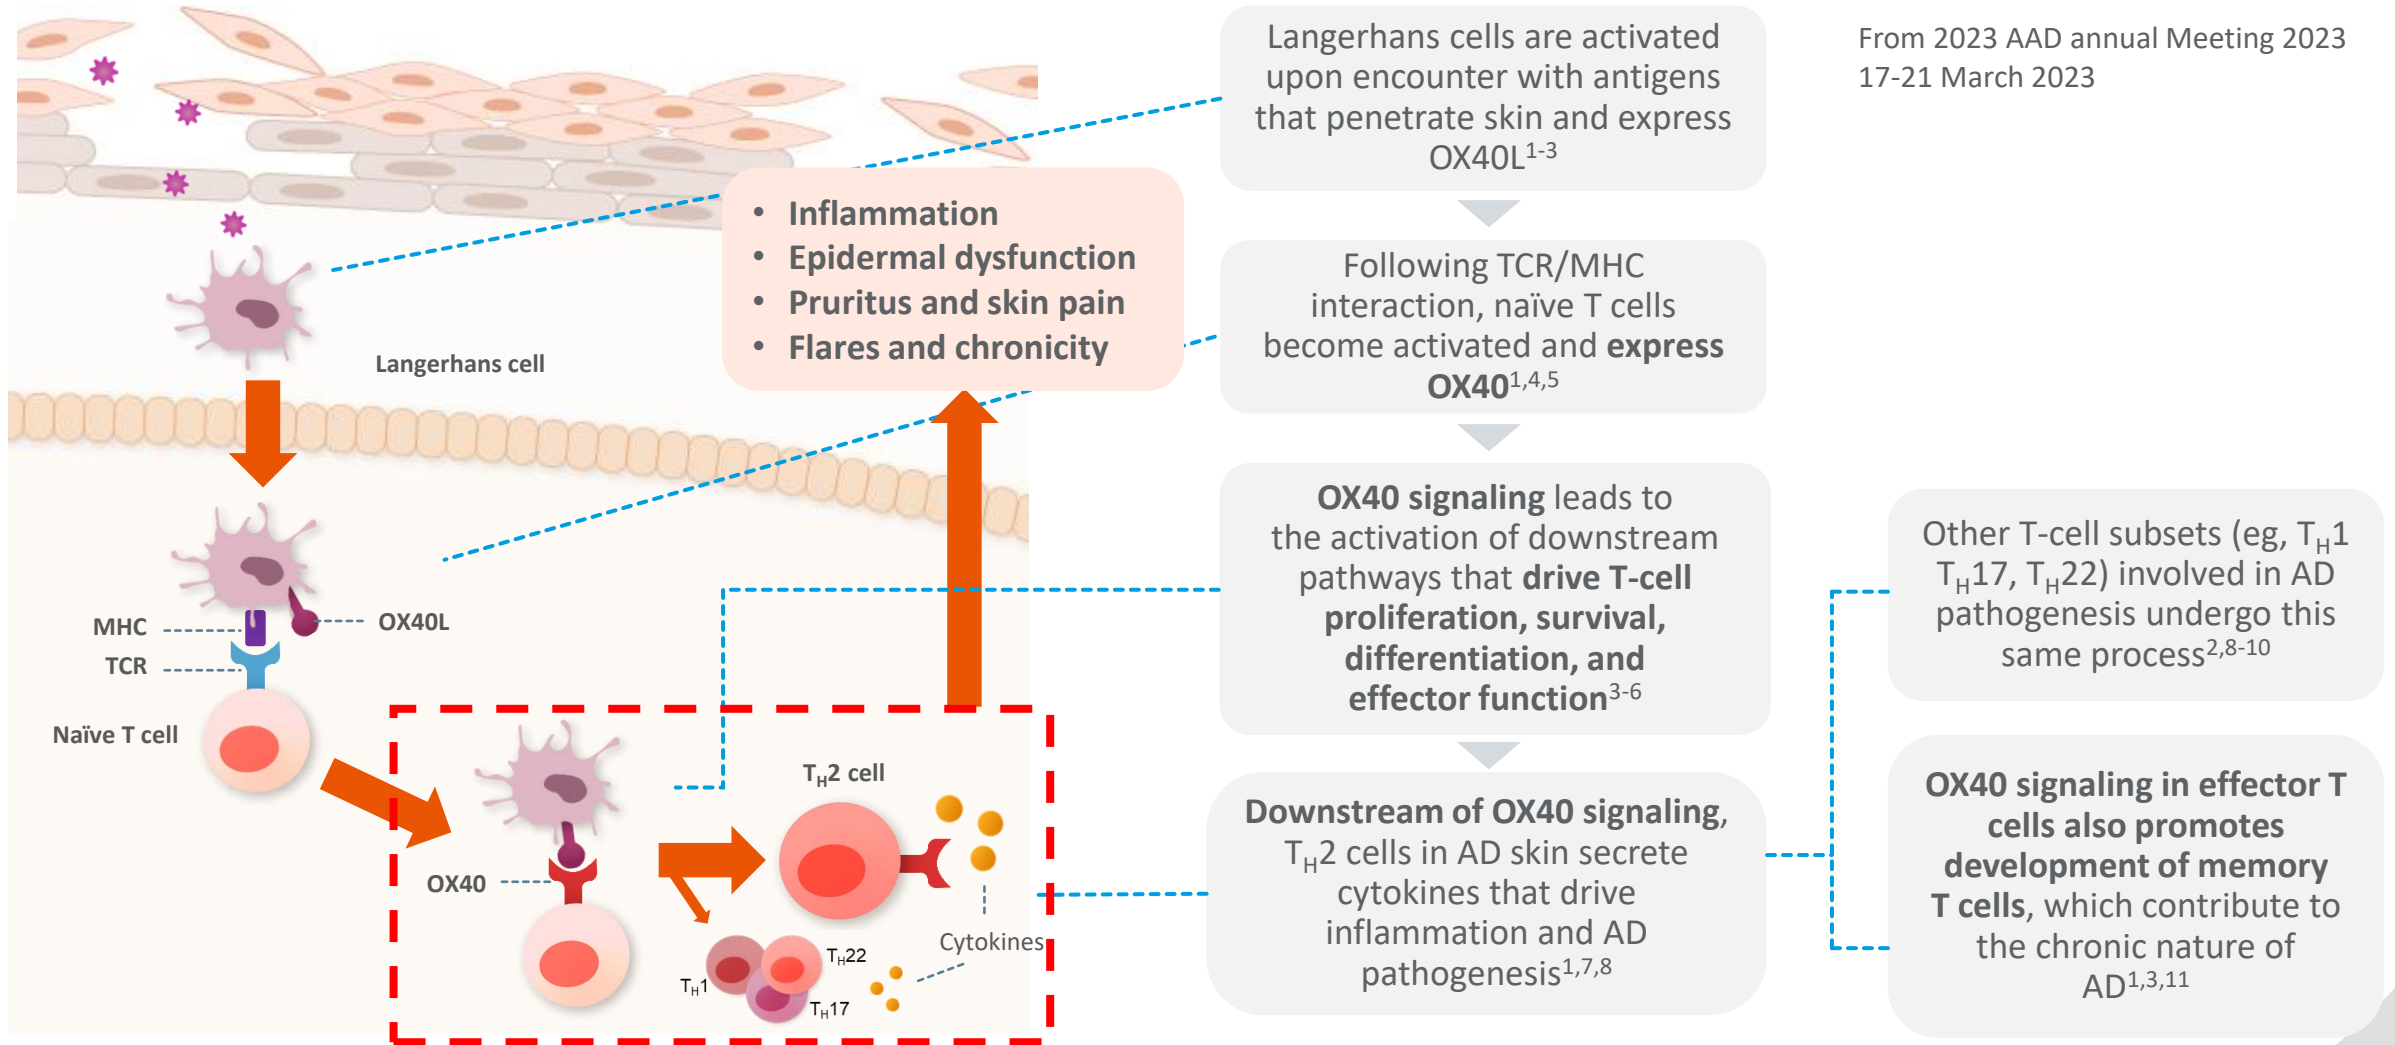 From 2023 AAD annual Meeting 2023
17-21 March 2023
Langerhans cells are activated
upon encounter with antigens
that penetrate skin and express
OX40L1-3
• Inflammation
• Epidermal dysfunction
• Pruritus and skin pain
• Flares and chronicity
Following TCR/MHC
interaction, naïve T cells
become activated and express
OX401,4,5
Langerhans cell
OX40 signaling leads to
the activation of downstream
pathways that drive T-cell
proliferation, survival,
differentiation, and
effector function3-6
Other T-cell subsets (eg, TH1
TH17, TH22) involved in AD
pathogenesis undergo this
same process2,8-10
MHC
OX40L
TCR
Naïve T cell
TH2 cell
OX40
Cytokines
TH22
TH1
TH17
Downstream of OX40 signaling,
TH2 cells in AD skin secrete
cytokines that drive
inflammation and AD
pathogenesis1,7,8
OX40 signaling in effector T
cells also promotes
development of memory
T cells, which contribute to
the chronic nature of
AD1,3,11